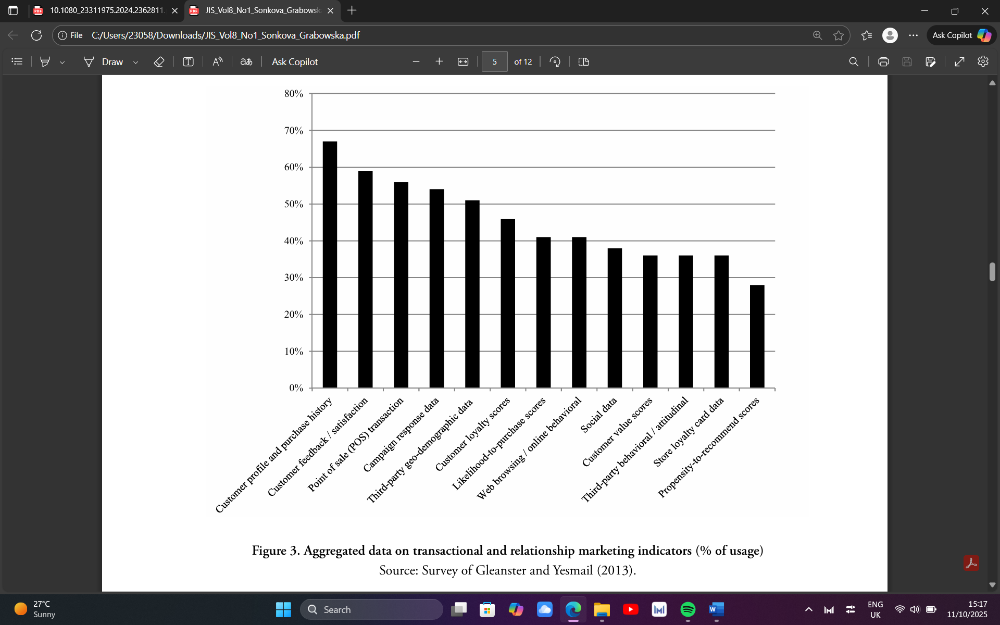 10.1080_23311975.2024.2362811.
JIS_Vol8_No1_Sonkova_Grabowsk
File
C:/Users/23058/Downloads/JIS_Vol8_No1_Sonkova_Grabowska.pdf
Ask Copilot
Draw
Ask Copilot
5
of 12
80%
70%
60%
50%
40%
30%
20%
10%
0%
Customer profile and purchase history
Customer feedback / satisfaction
Point of sale (POS) transaction
Campaign response data
Third-party geo-demographic data
Customer loyalty scores
Likelihood-to-purchase scores
Web browsing / online behavioral
Social data
Customer value scores
Third-party behavioral / attitudinal
Store loyalty card data
Propensity-to-recommend scores
Figure 3. Aggregated data on transactional and relationship marketing indicators (% of usage)
Source: Survey of Gleanster and Yesmail (2013).
27°C
Sunny
Search
ENG
UK
15:17
11/10/2025